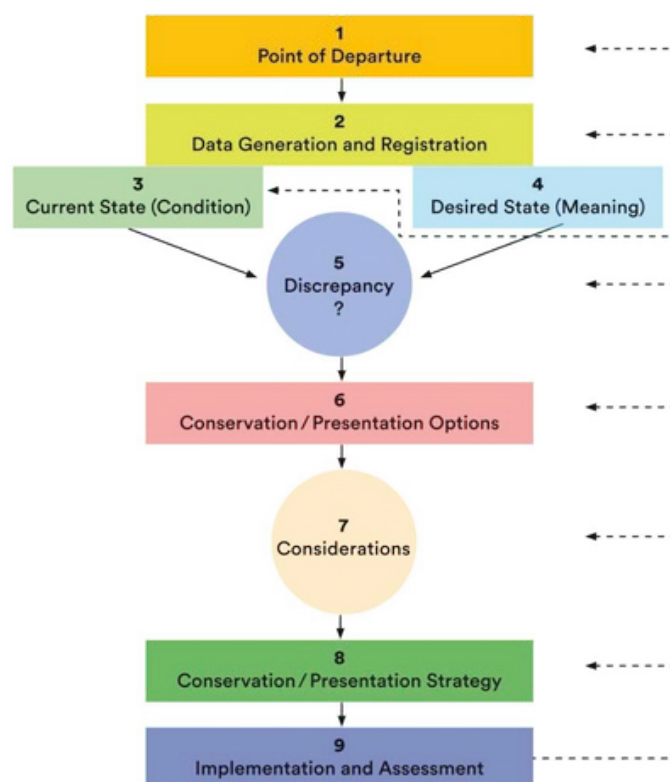 1
Point of Departure
2
Data Generation and Registration
3
Current State (Condition)
4
Desired State (Meaning)
5
Discrepancy
?
6
Conservation / Presentation Options
7
Considerations
8
Conservation / Presentation Strategy
9
Implementation and Assessment